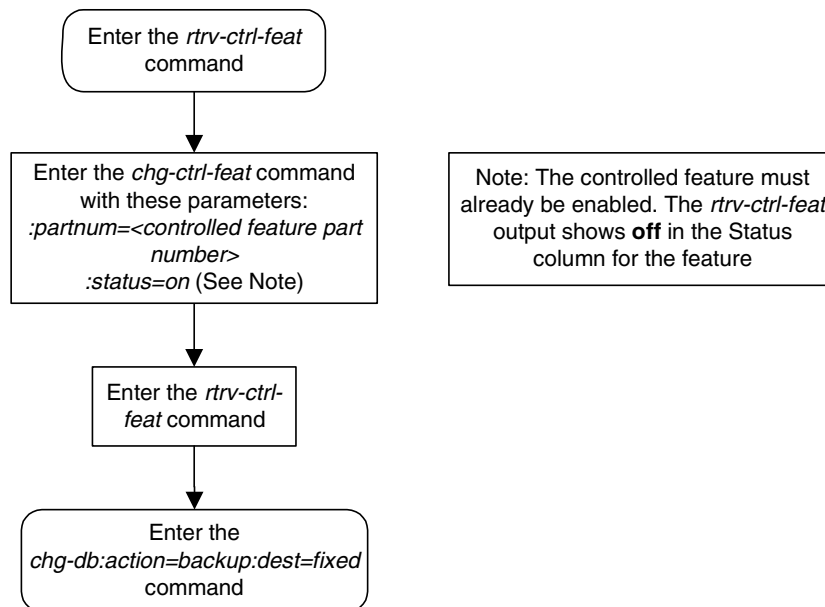 Enter the rtrv-ctrl-feat
command
Enter the chg-ctrl-feat command
with these parameters:
:partnum=<controlled feature part
number>
:status=on (See Note)
Note: The controlled feature must
already be enabled. The rtrv-ctrl-feat
output shows off in the Status
column for the feature
Enter the rtrv-ctrl-
feat command
Enter the
chg-db:action=backup:dest=fixed
command